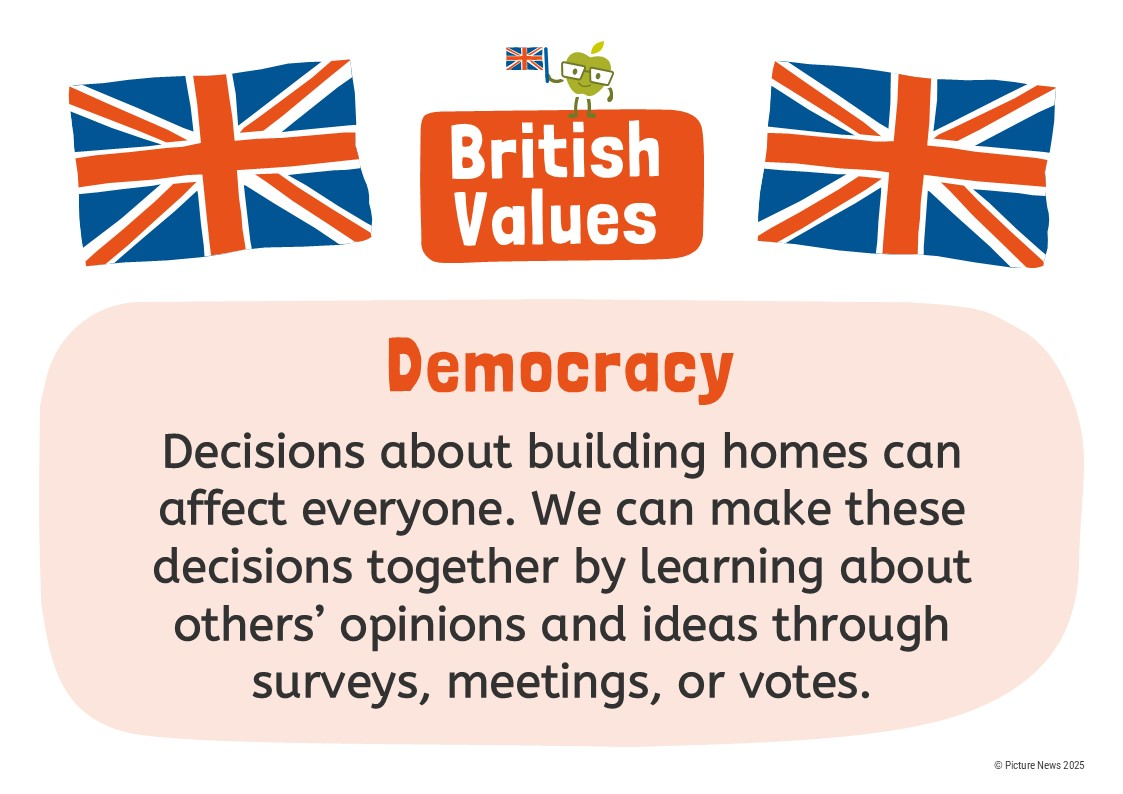 British
Values
Democracy
Decisions about building homes can
affect everyone. We can make these
decisions together by learning about
others’ opinions and ideas through
surveys, meetings, or votes.
© Picture News 2025